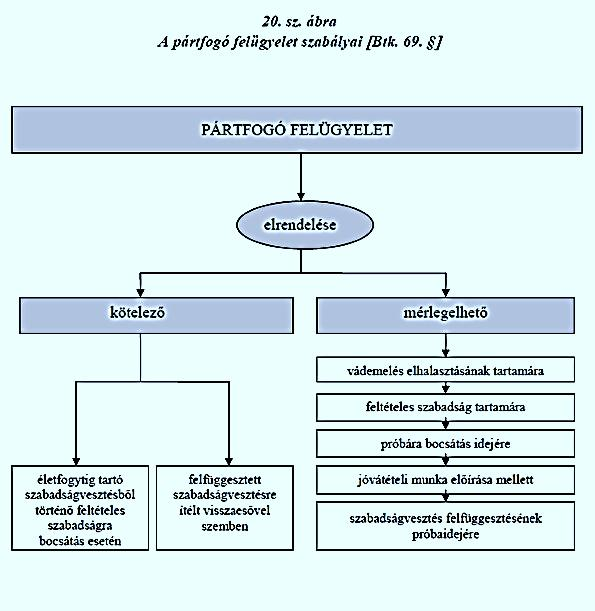 20. sz. ábra
A pártfogó felügyelet szabályai [Btk. 69. §]
PÁRTFOGÓ FELÜGYELET
elrendelése
kötelező
mérlegelhető
életfogytig tartó
szabadságvesztésből
történő feltételes
szabadságra
bocsátás esetén
felfüggesztett
szabadságvesztésre
ítélt visszaesővel
szemben
vádemelés elhalasztásának tartamára
feltételes szabadság tartamára
próbára bocsátás idejére
jóvátételi munka előírása mellett
szabadságvesztés felfüggesztésének
próbaidejére